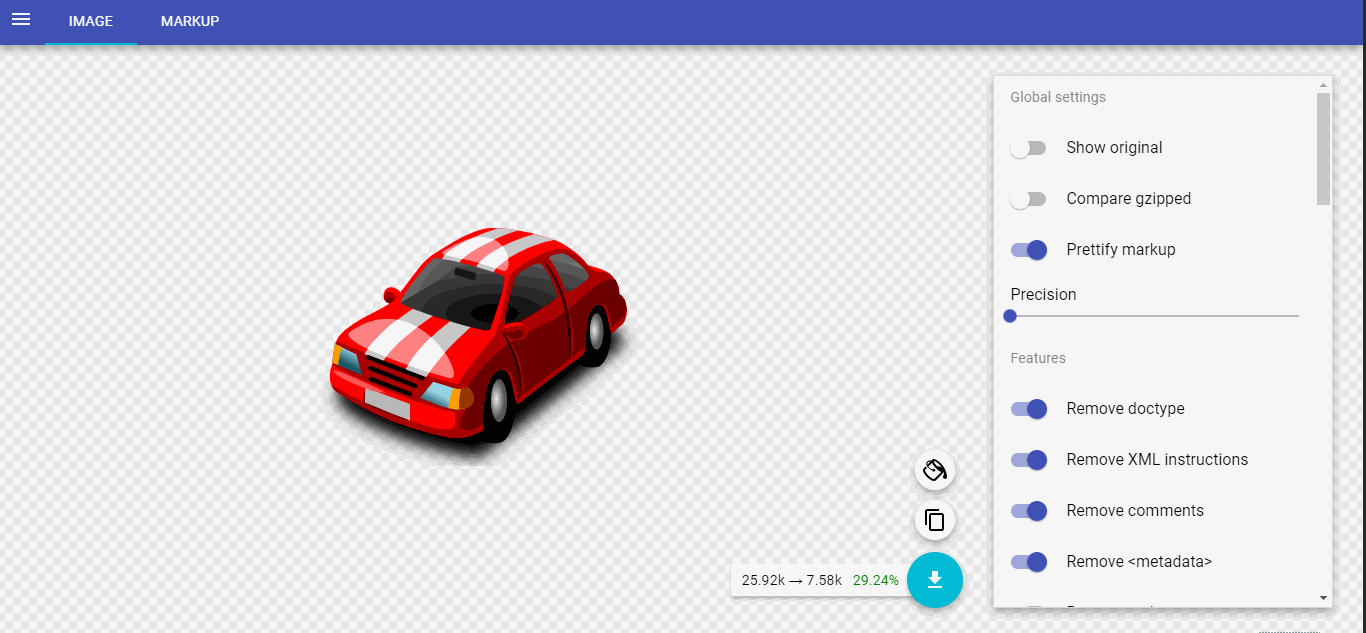 IMAGE MARKUP
Global settings
Show original
Compare gzipped
Prettify markup
Precision
Features
Remove doctype
Remove XML instructions
Remove comments
Remove <metadata>
25.92k → 7.58k 29.24%